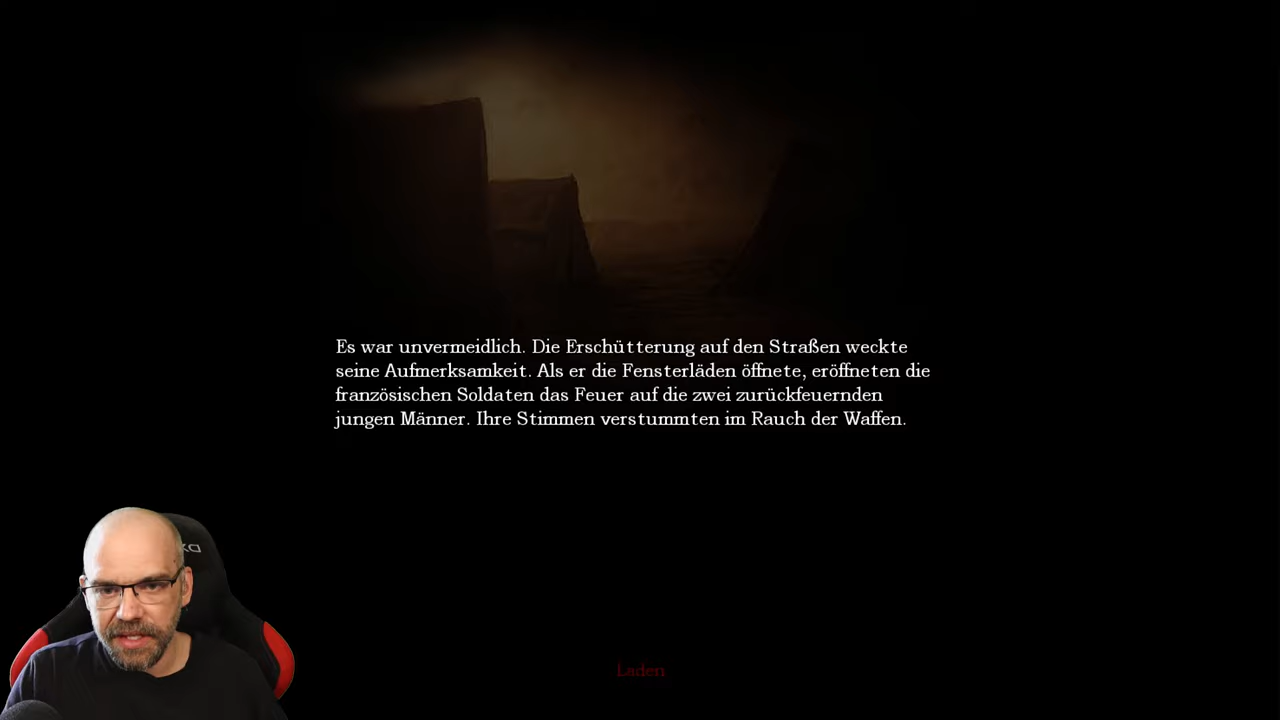 Es war unvermeidlich. Die Erschütterung auf den Straßen weckte
seine Aufmerksamkeit. Als er die Fensterläden öffnete, eröffneten die
französischen Soldaten das Feuer auf die zwei zurückfeuernden
jungen Männer. Ihre Stimmen verstummten im Rauch der Waffen.
Laden